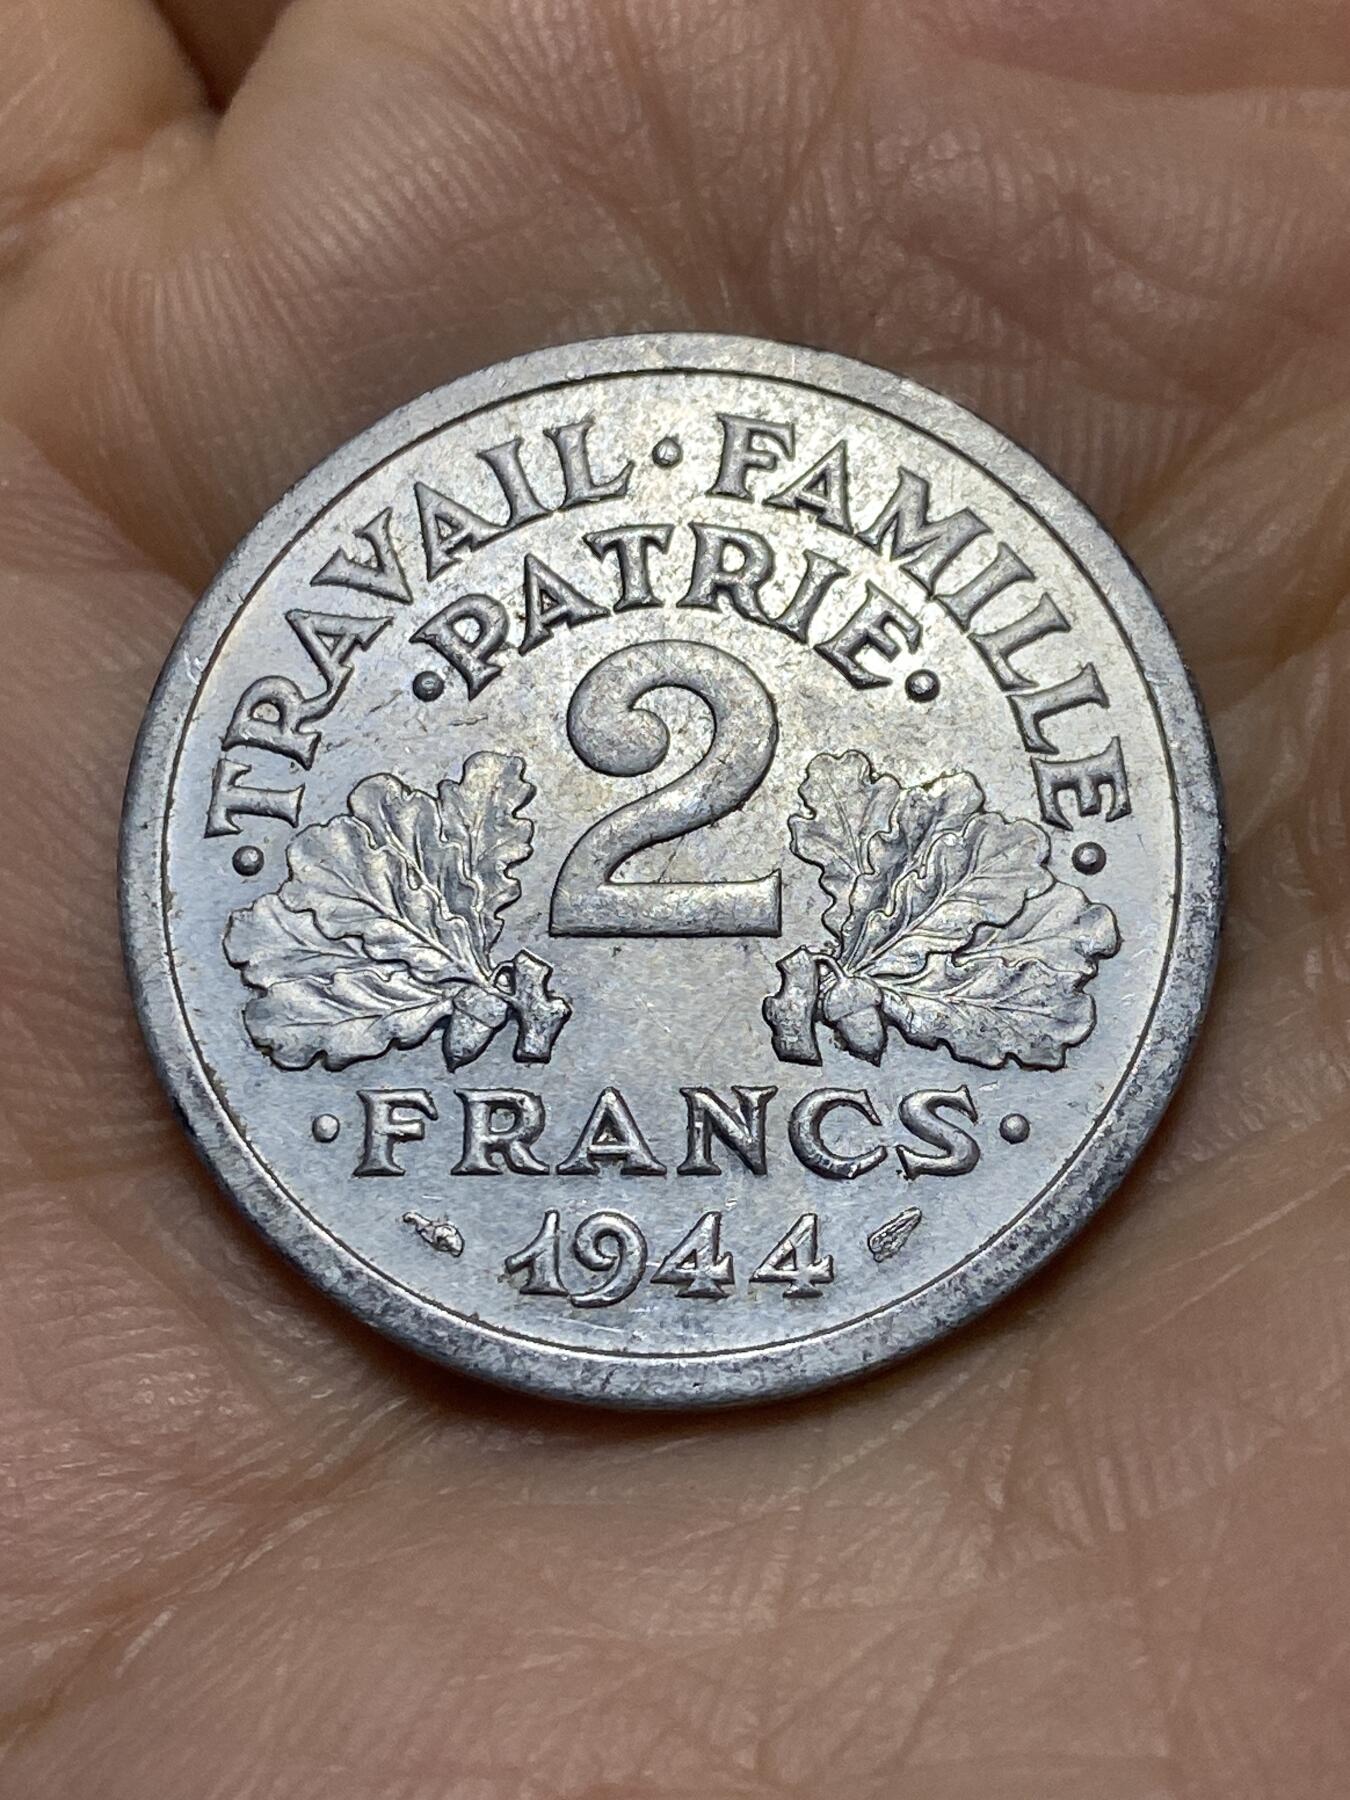 TRAVAIL · FAMILLE
· PATRIE ·
2
· FRANCS ·
1944